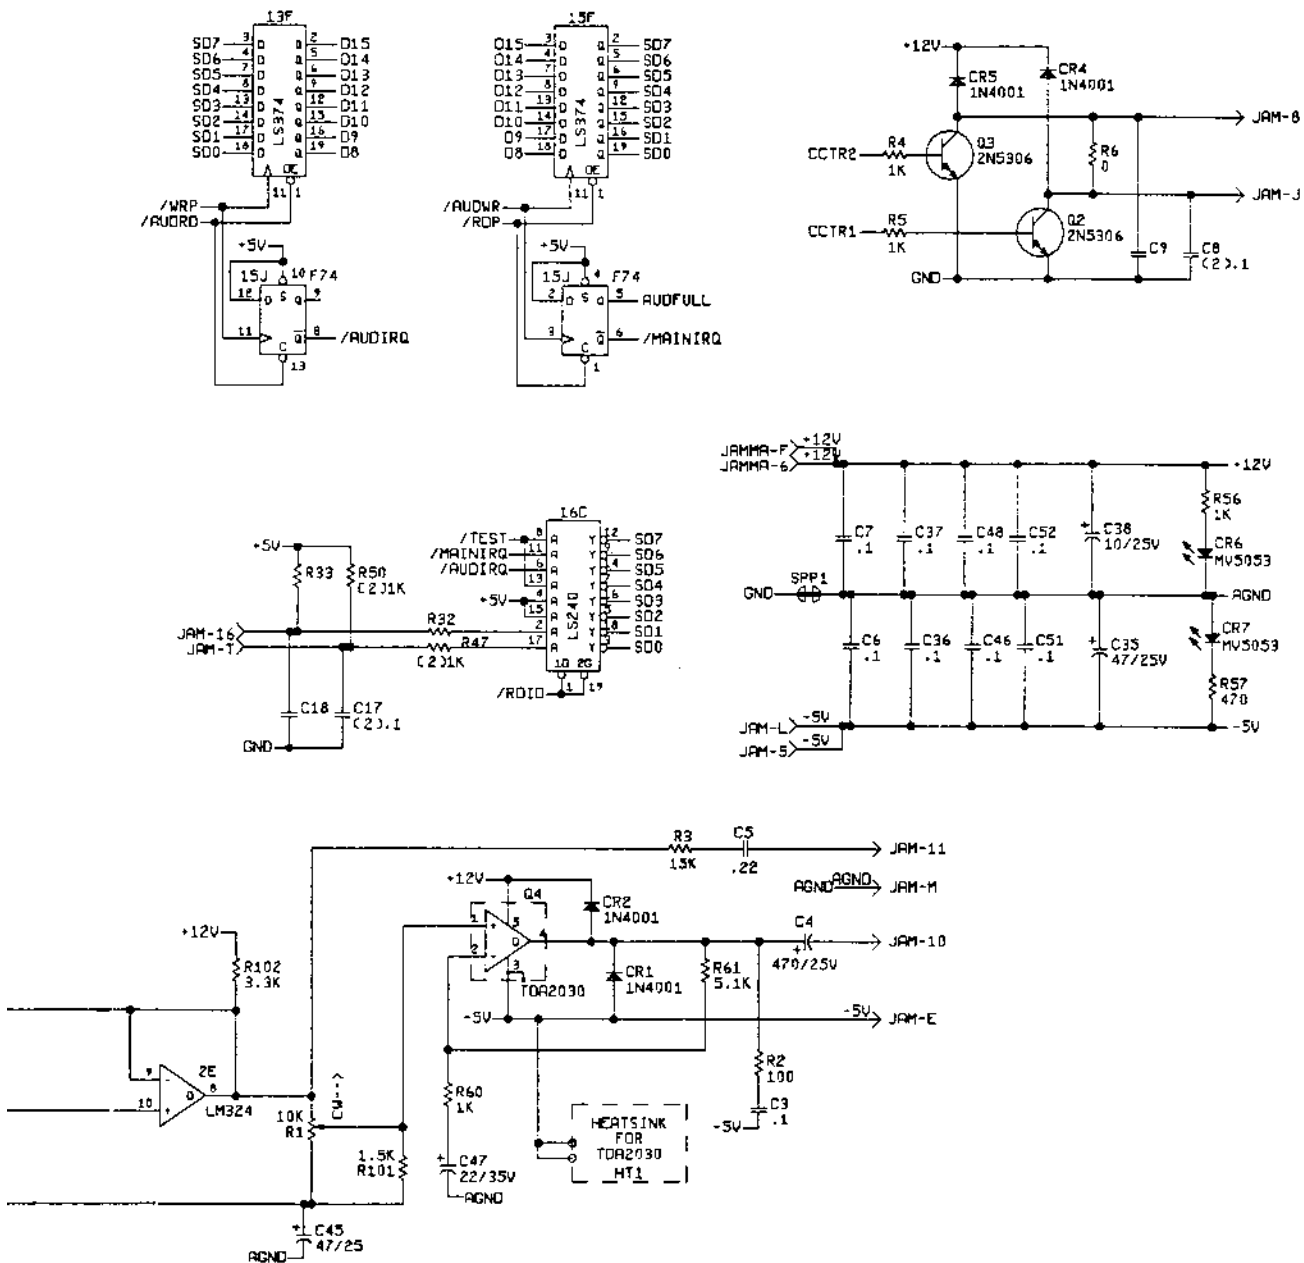 13F
SD7 3 D Q 2 D15
SD6 4 D Q 5 D14
SD5 7 D Q 6 D13
SD4 8 D Q 9 D12
SD3 13 D Q 12 D11
SD2 14 D Q 15 D10
SD1 17 D Q 16 D9
SD0 18 D Q 19 D8
LS374
OE
11 1
/WRP
/AUDRD
+5V
15J 10 F74
12 D S Q 9
11 Q 8 /AUDIRQ
C
13
15F
D15 3 D Q 2 SD7
D14 4 D Q 5 SD6
D13 7 D Q 6 SD5
D12 8 D Q 9 SD4
D11 13 D Q 12 SD3
D10 14 D Q 15 SD2
D9 17 D Q 16 SD1
D8 18 D Q 19 SD0
LS374
OE
11 1
/AUDWR
/RDP
+5V
15J 4 F74
2 D S Q 5 AUDFULL
3 Q 6 /MAINIRQ
C
1
+12V
CR5
1N4001
CR4
1N4001
JAM-8
CCTR2
R4
1K
Q3
2N5306
R6
0
JAM-J
CCTR1
R5
1K
Q2
2N5306
C9
C8
(2).1
GND
JAMMA-F +12V
JAMMA-6 +12V
+12V
C7
.1
C37
.1
C48
.1
C52
.1
C38
10/25V
R56
1K
CR6
MV5053
GND
SPP1
AGND
C6
.1
C36
.1
C46
.1
C51
.1
C35
47/25V
CR7
MV5053
R57
470
JAM-L -5V
JAM-5 -5V
-5V
16C
/TEST 8 A Y 12 SD7
/MAINIRQ 11 A Y SD6
/AUDIRQ 6 A Y SD5
13 A Y SD4
+5V 4 A Y SD3
15 A Y SD2
2 A Y SD1
17 A Y SD0
LS240
1G 2G
/RDIO 1 19
+5V
R33
R50
(2)1K
JAM-16
JAM-T
R32
R47
(2)1K
C18
C17
(2).1
GND
R3
15K
C5
.22
JAM-11
AGND AGND JAM-M
+12V
Q4
CR2
1N4001
1 + 5
O 4
2 - 3
TDA2030
CR1
1N4001
R61
5.1K
C4
470/25V
JAM-10
-5V
-5V JAM-E
+12V
R102
3.3K
2E
9 -
10 + O 8
LM324
10K
R1
CW-->
1.5K
R101
R60
1K
C47
22/35V
AGND
HEATSINK
FOR
TDA2030
HT1
R2
100
C3
.1
-5V
C45
47/25
AGND